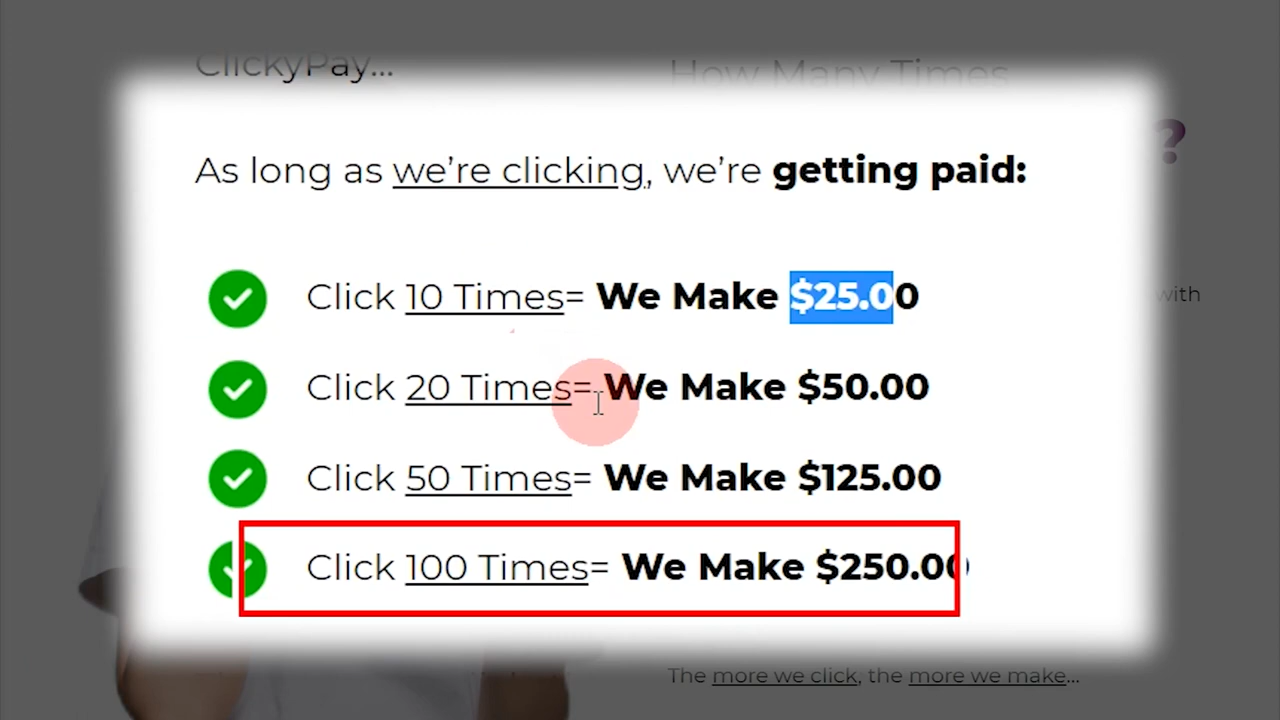 ClickyPay...
How Many Times
?
As long as we're clicking, we're getting paid:
with
Click 10 Times= We Make $25.00
Click 20 Times= We Make $50.00
Click 50 Times= We Make $125.00
Click 100 Times= We Make $250.00
The more we click, the more we make...